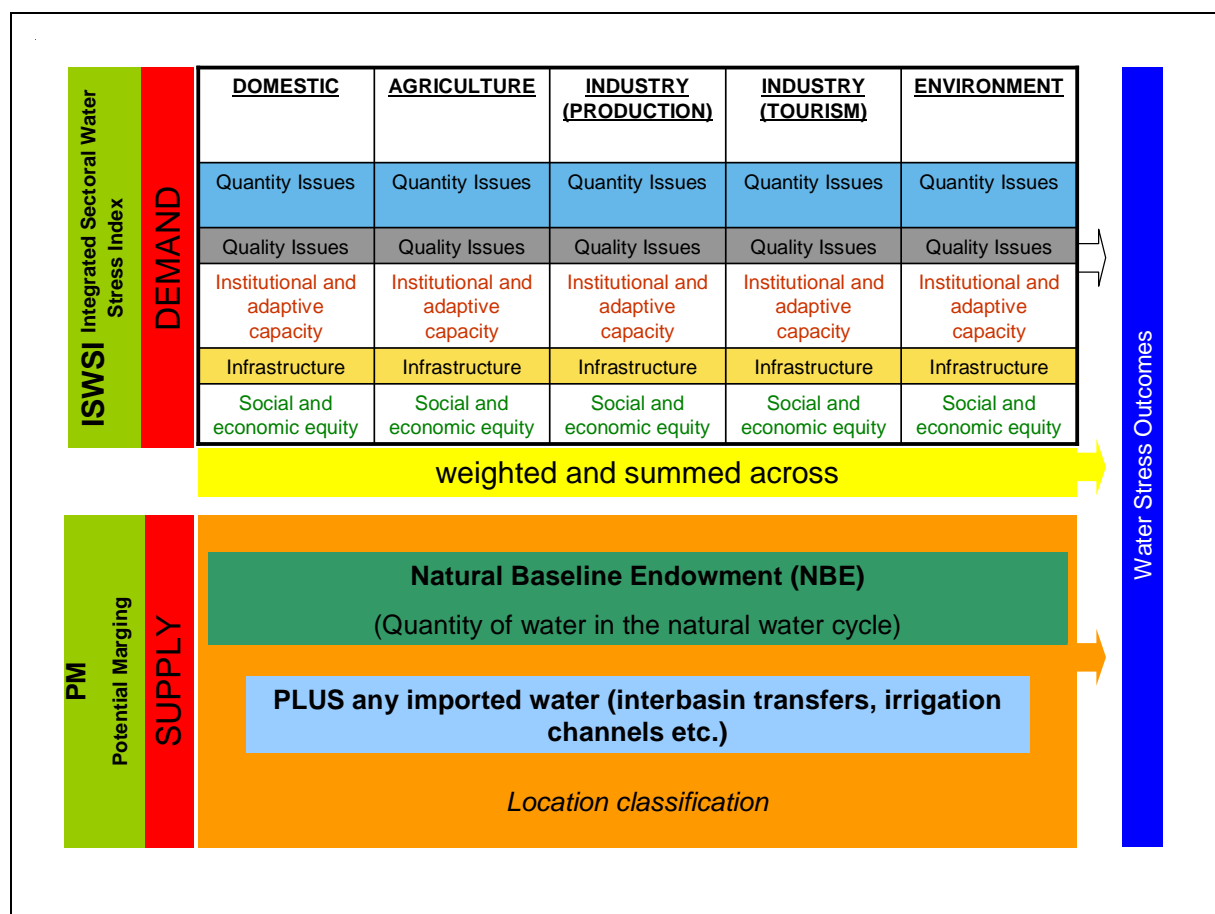 ISWSI Integrated Sectoral Water
Stress Index
DEMAND
DOMESTIC
AGRICULTURE
INDUSTRY
(PRODUCTION)
INDUSTRY
(TOURISM)
ENVIRONMENT
Quantity Issues
Quantity Issues
Quantity Issues
Quantity Issues
Quantity Issues
Quality Issues
Quality Issues
Quality Issues
Quality Issues
Quality Issues
Institutional and
adaptive
capacity
Institutional and
adaptive
capacity
Institutional and
adaptive
capacity
Institutional and
adaptive
capacity
Institutional and
adaptive
capacity
Infrastructure
Infrastructure
Infrastructure
Infrastructure
Infrastructure
Social and
economic equity
Social and
economic equity
Social and
economic equity
Social and
economic equity
Social and
economic equity
weighted and summed across
PM
Potential Marging
SUPPLY
Natural Baseline Endowment (NBE)
(Quantity of water in the natural water cycle)
PLUS any imported water (interbasin transfers, irrigation
channels etc.)
Location classification
Water Stress Outcomes